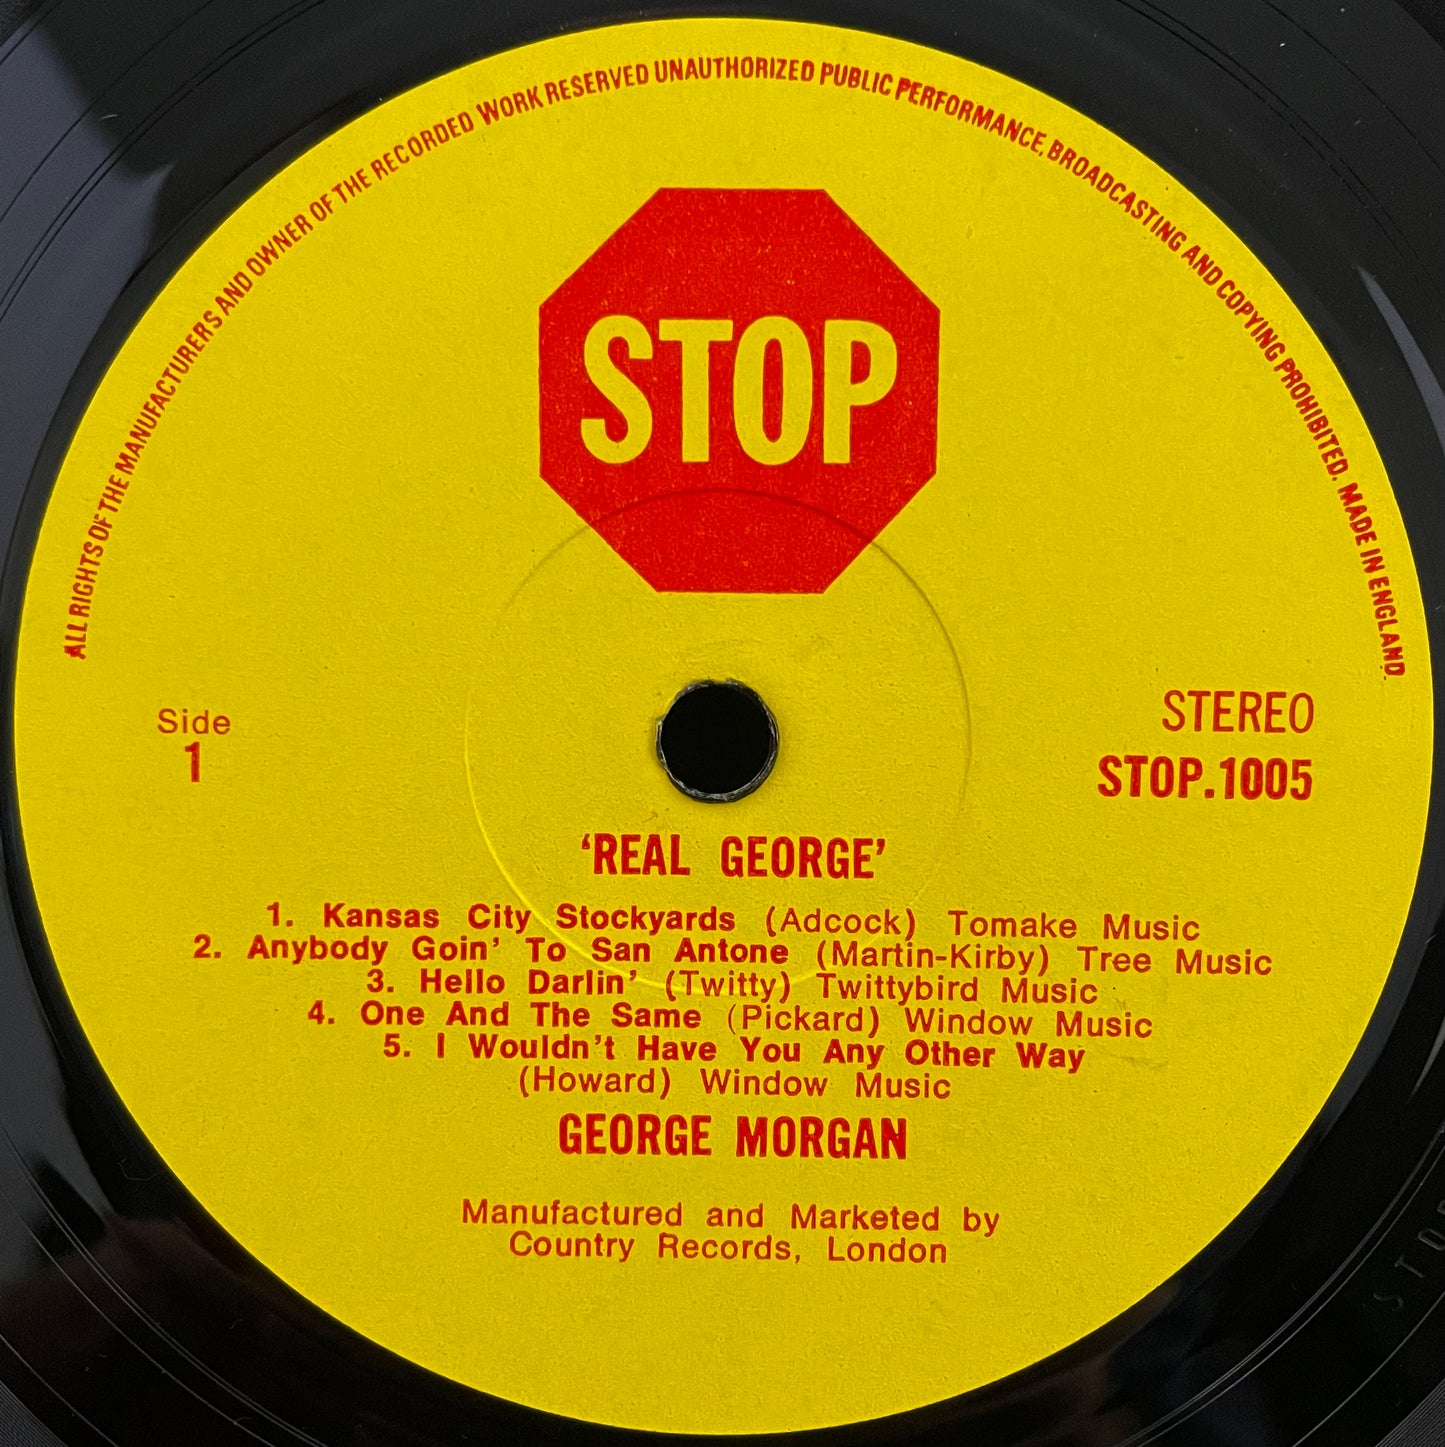 ALL RIGHTS OF THE MANUFACTURERS AND OWNER OF THE RECORDED WORK RESERVED UNAUTHORIZED PUBLIC PERFORMANCE, BROADCASTING AND COPYING PROHIBITED. MADE IN ENGLAND
STOP
Side
1
STEREO
STOP.1005
‘REAL GEORGE’
1. Kansas City Stockyards (Adcock) Tomake Music
2. Anybody Goin' To San Antone (Martin-Kirby) Tree Music
3. Hello Darlin' (Twitty) Twittybird Music
4. One And The Same (Pickard) Window Music
5. I Wouldn't Have You Any Other Way
(Howard) Window Music
GEORGE MORGAN
Manufactured and Marketed by
Country Records, London